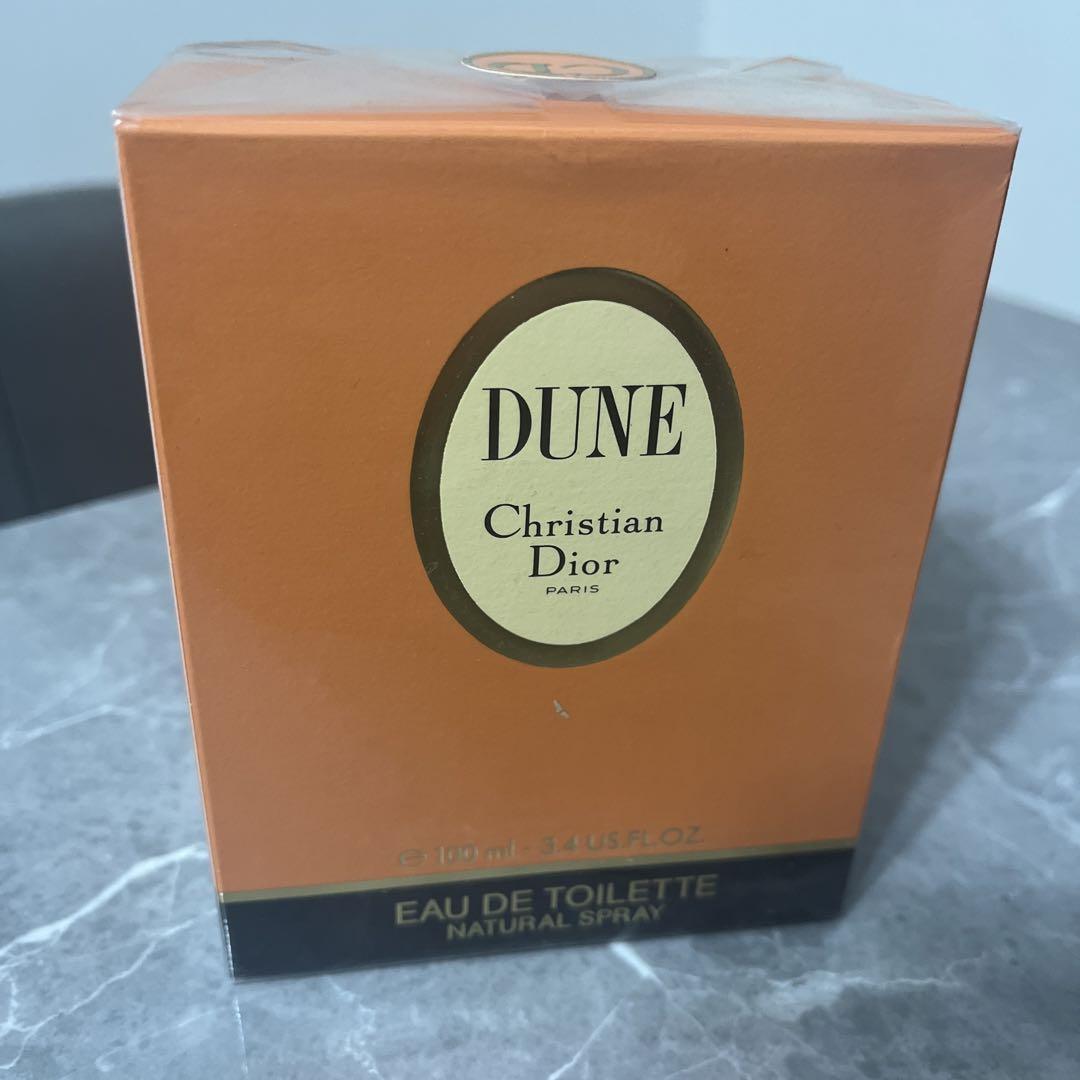 DUNE
Christian
Dior
PARIS
℮ 100 ml - 3.4 US.FL.OZ.
EAU DE TOILETTE
NATURAL SPRAY